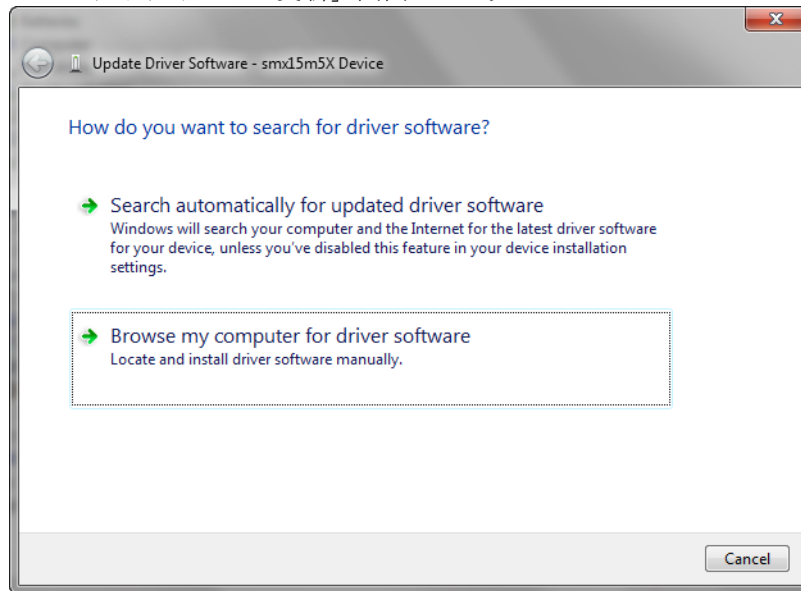 Update Driver Software - smx15m5X Device
How do you want to search for driver software?
Search automatically for updated driver software
Windows will search your computer and the Internet for the latest driver software
for your device, unless you've disabled this feature in your device installation
settings.
Browse my computer for driver software
Locate and install driver software manually.
Cancel